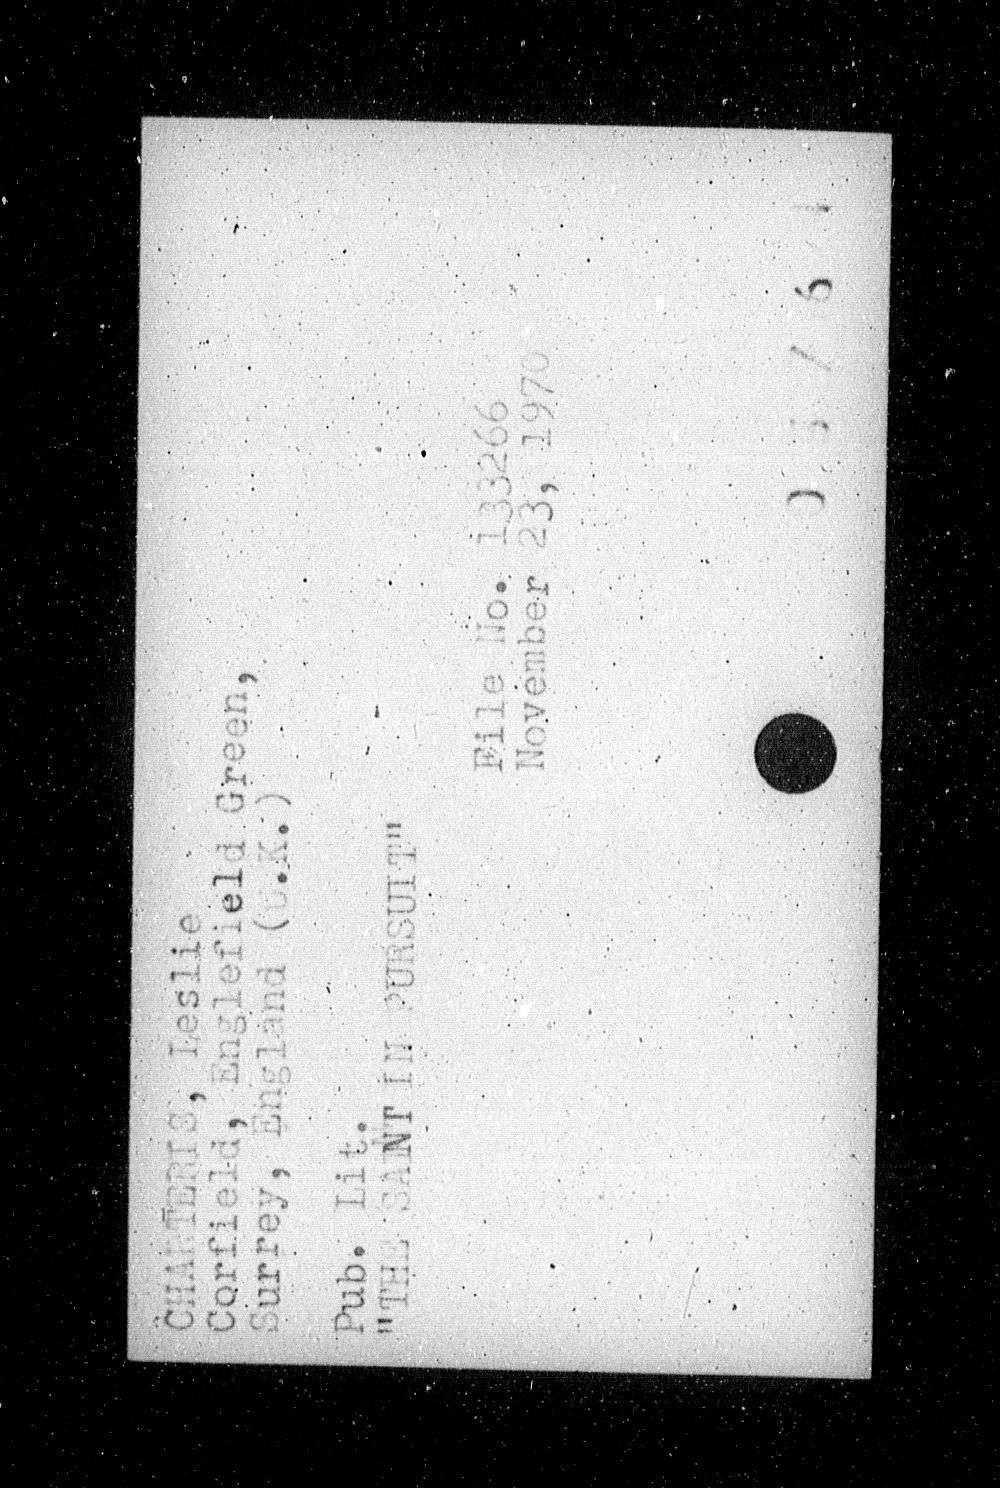 CHARTERIS, Leslie
Corfield, Englefield Green,
Surrey, England (U.K.)
Pub. Lit.
"THE SAINT IN PURSUIT"
File No. 133266
November 23, 1970